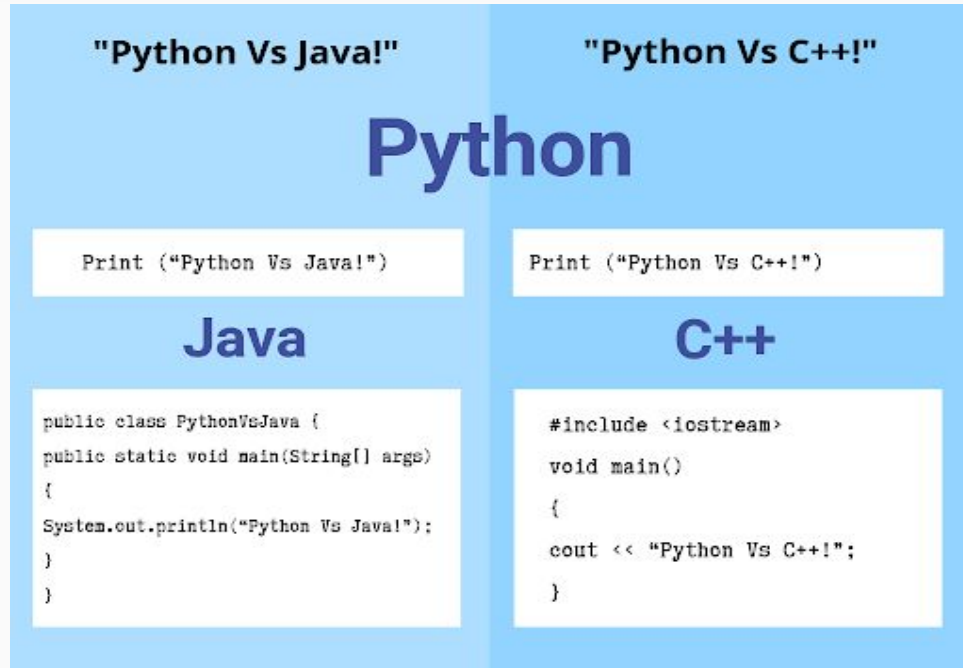 "Python Vs Java!"
"Python Vs C++!"
Python
Print (“Python Vs Java!”)
Print (“Python Vs C++!”)
Java
C++
public class PythonVsJava {
public static void main(String[] args)
{
System.out.println(“Python Vs Java!”);
}
}
#include <iostream>
void main()
{
cout << “Python Vs C++!”;
}